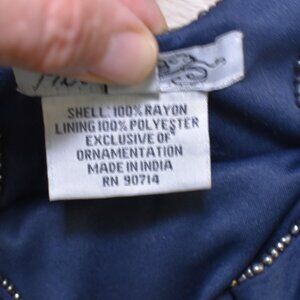 SHELL: 100% RAYON
LINING 100% POLYESTER
EXCLUSIVE OF
ORNAMENTATION
MADE IN INDIA
RN 90714